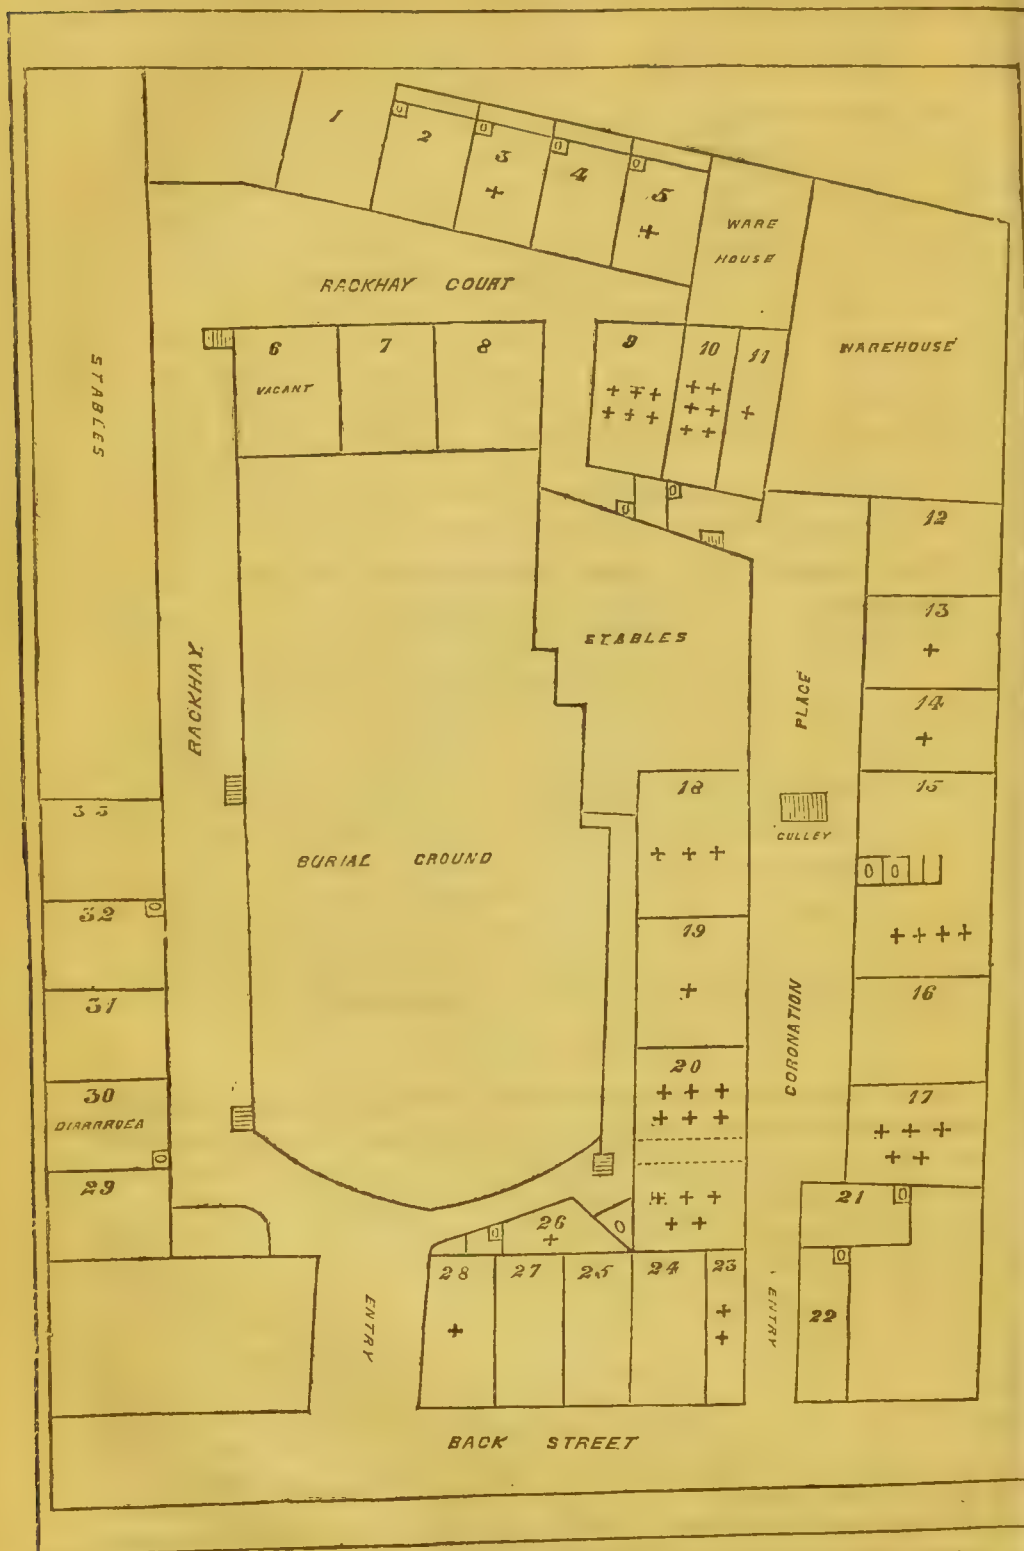 1
2
3
4
5
WARE
HOUSE
RACKHAY COURT
6
VACANT
7
8
9
10
11
WAREHOUSE
STABLES
12
13
14
15
16
17
STABLES
RACKHAY
PLACE
CORONATION
GULLEY
18
19
20
BURIAL GROUND
33
32
31
30
DIARRHOEA
29
21
22
23
24
25
26
27
28
ENTRY
ENTRY
BACK STREET